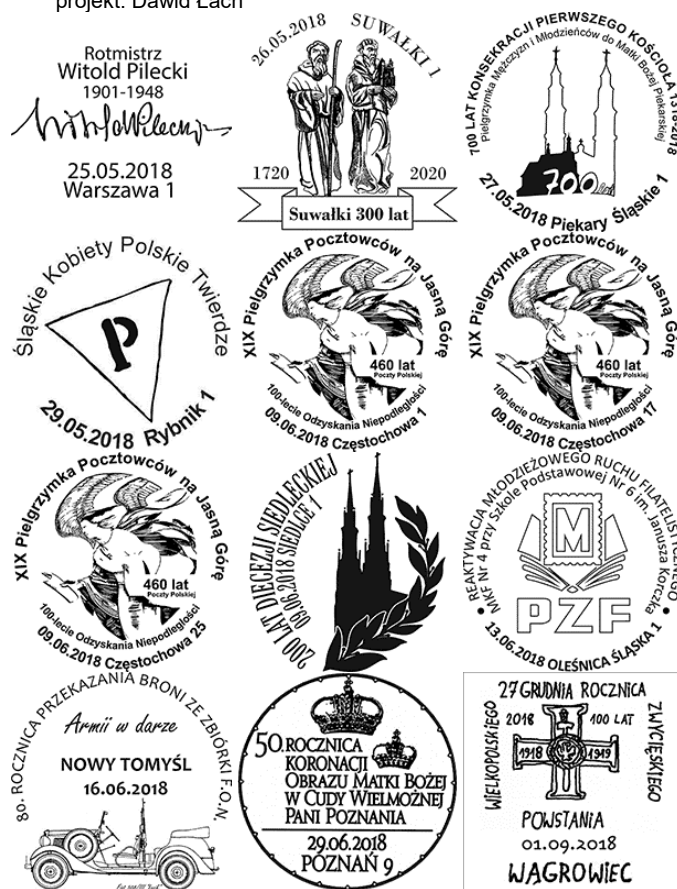 projekt: Dawid Łach
Rotmistrz
Witold Pilecki
1901-1948
Witold Pilecki
25.05.2018
Warszawa 1
26.05.2018 SUWAŁKI 1
1720
2020
Suwałki 300 lat
700 LAT KONSEKRACJI PIERWSZEGO KOŚCIOŁA 1318-2018
Pielgrzymka Mężczyzn i Młodzieńców do Matki Bożej Piekarskiej
700 lat
27.05.2018 Piekary Śląskie 1
Śląskie Kobiety Polskie Twierdze
P
29.05.2018 Rybnik 1
XIX Pielgrzymka Pocztowców na Jasną Górę
460 lat
Poczty Polskiej
100-lecie Odzyskania Niepodległości
09.06.2018 Częstochowa 1
XIX Pielgrzymka Pocztowców na Jasną Górę
460 lat
Poczty Polskiej
100-lecie Odzyskania Niepodległości
09.06.2018 Częstochowa 17
XIX Pielgrzymka Pocztowców na Jasną Górę
460 lat
Poczty Polskiej
100-lecie Odzyskania Niepodległości
09.06.2018 Częstochowa 25
200 LAT DIECEZJI SIEDLECKIEJ
09.06.2018 SIEDLCE 1
REAKTYWACJA MŁODZIEŻOWEGO RUCHU FILATELISTYCZNEGO
MKF Nr 4 przy Szkole Podstawowej Nr 6 im. Janusza Korczaka
M
PZF
• 13.06.2018 OLEŚNICA ŚLĄSKA 1 •
80. ROCZNICA PRZEKAZANIA BRONI ZE ZBIÓRKI F.O.N.
Armii w darze
NOWY TOMYŚL
16.06.2018
50. ROCZNICA
KORONACJI
OBRAZU MATKI BOŻEJ
W CUDY WIELMOŻNEJ
PANI POZNANIA
29.06.2018
POZNAŃ 9
27 GRUDNIA ROCZNICA
WIELKOPOLSKIEGO
2018 100 LAT
1918 1919
ZWYCIĘSKIEGO
POWSTANIA
01.09.2018
WĄGROWIEC